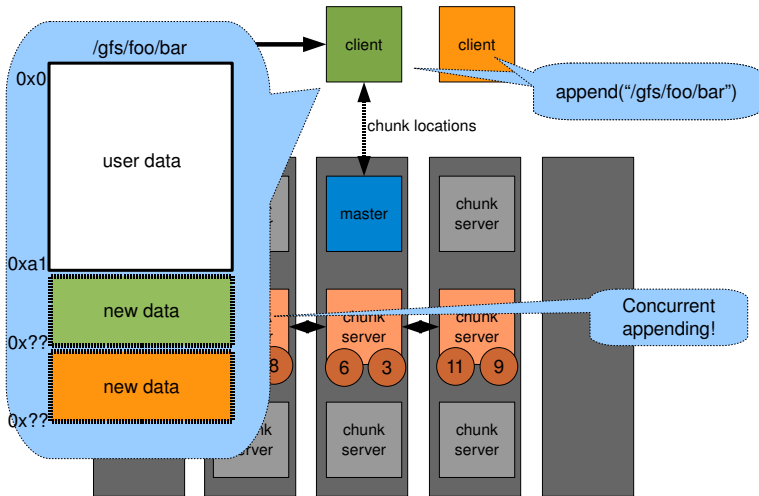 /gfs/foo/bar
0x0
user data
0xa1
new data
0x??
new data
0x??
client
client
append(“/gfs/foo/bar”)
chunk locations
master
chunk
server
Concurrent
appending!
server
chunk
server
chunk
server
8
6
3
11
9
server
chunk
server
chunk
server